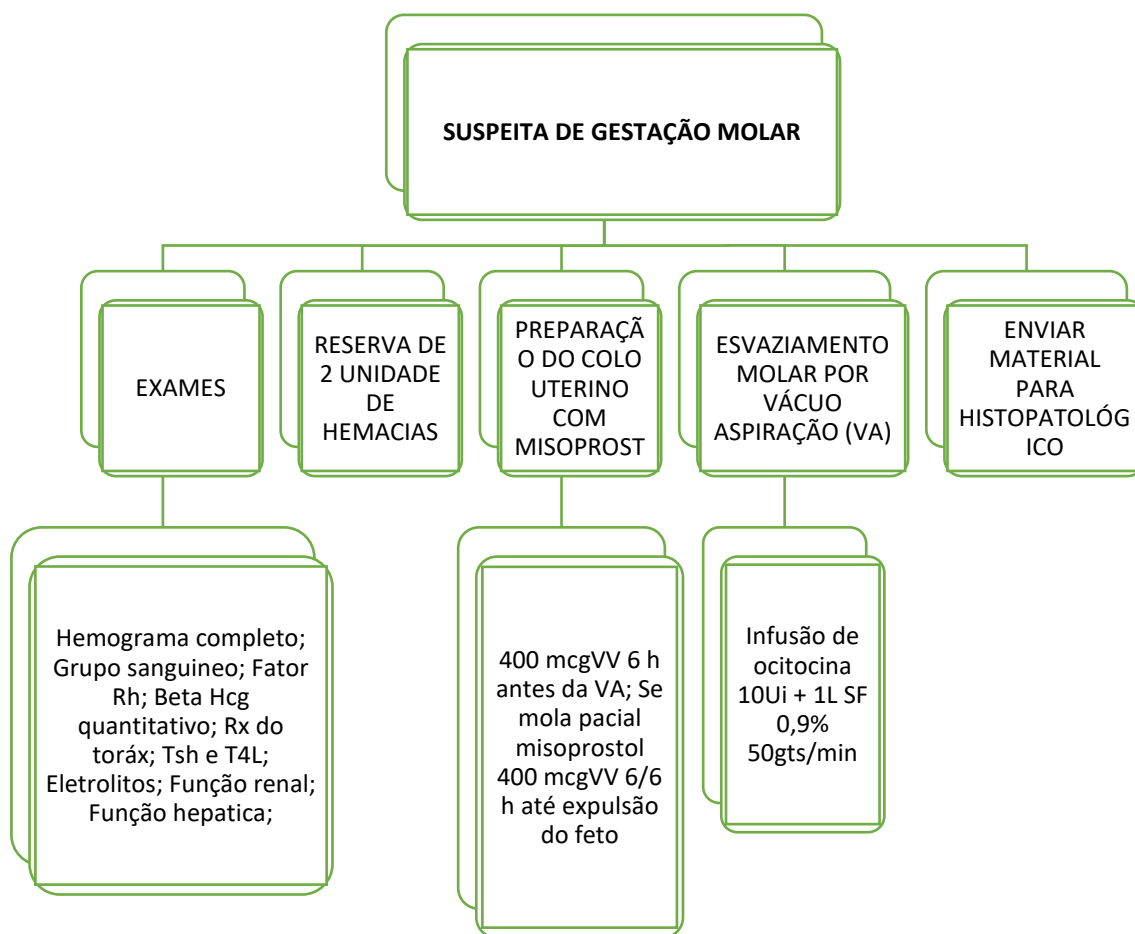 SUSPEITA DE GESTAÇÃO MOLAR
EXAMES
RESERVA DE
2 UNIDADE
DE
HEMACIAS
PREPARAÇÃ
O DO COLO
UTERINO
COM
MISOPROST
ESVAZIAMENTO
MOLAR POR
VÁCUO
ASPIRAÇÃO (VA)
ENVIAR
MATERIAL
PARA
HISTOPATOLÓG
ICO
Hemograma completo;
Grupo sanguineo; Fator
Rh; Beta Hcg
quantitativo; Rx do
toráx; Tsh e T4L;
Eletrolitos; Função renal;
Função hepatica;
400 mcgVV 6 h
antes da VA; Se
mola pacial
misoprostol
400 mcgVV 6/6
h até expulsão
do feto
Infusão de
ocitocina
10Ui + 1L SF
0,9%
50gts/min